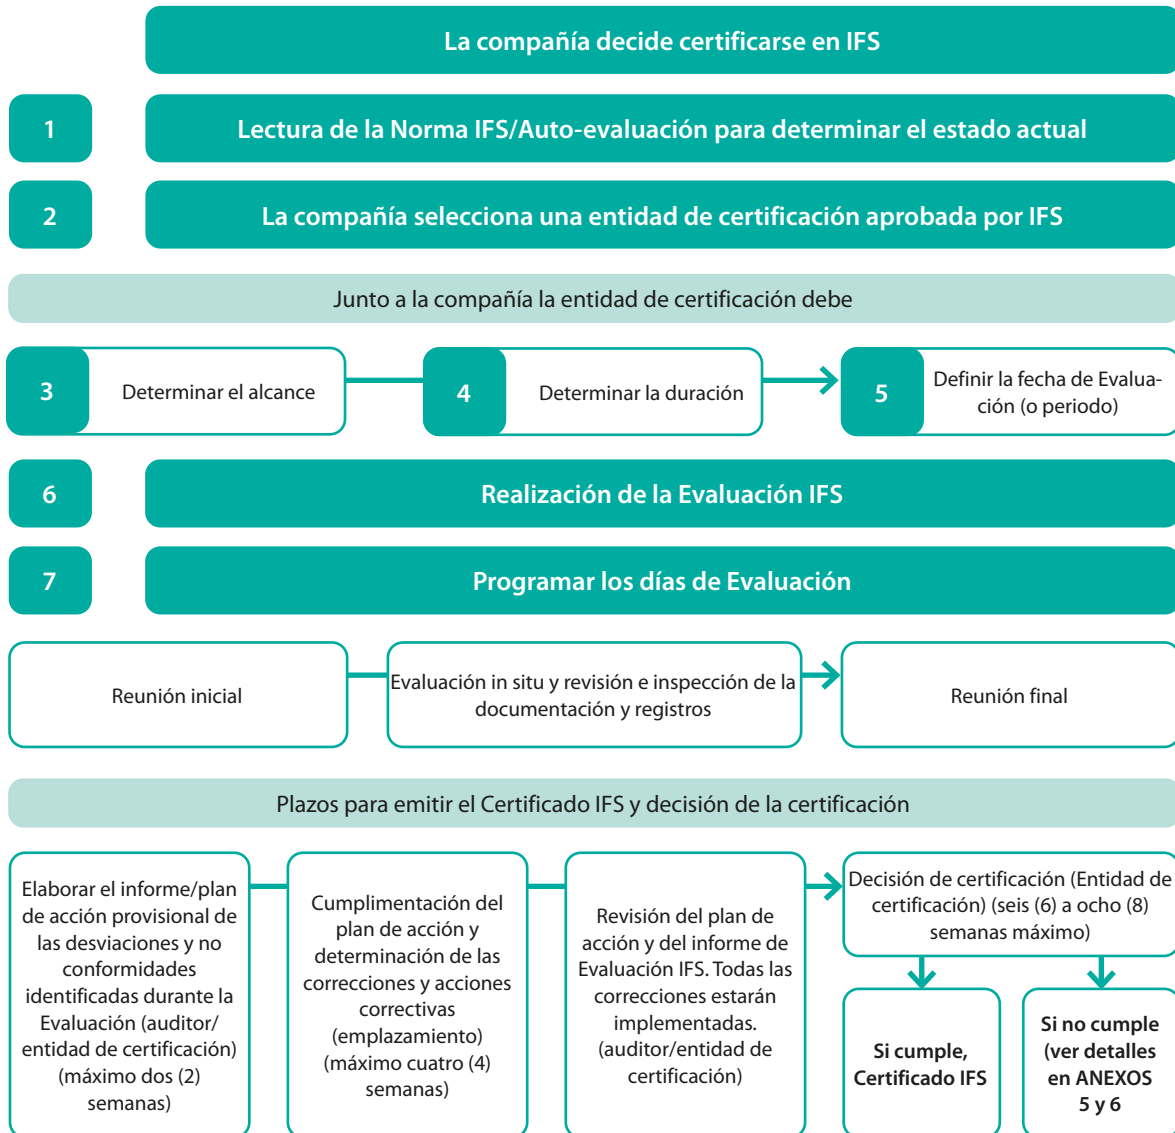 La compañía decide certificarse en IFS
1
Lectura de la Norma IFS/Auto-evaluación para determinar el estado actual
2
La compañía selecciona una entidad de certificación aprobada por IFS
Junto a la compañía la entidad de certificación debe
3
Determinar el alcance
4
Determinar la duración
5
Definir la fecha de Evalua-
ción (o periodo)
6
Realización de la Evaluación IFS
7
Programar los días de Evaluación
Reunión inicial
Evaluación in situ y revisión e inspección de la
documentación y registros
Reunión final
Plazos para emitir el Certificado IFS y decisión de la certificación
Elaborar el informe/plan
de acción provisional de
las desviaciones y no
conformidades
identificadas durante la
Evaluación (auditor/
entidad de certificación)
(máximo dos (2)
semanas)
Cumplimentación del
plan de acción y
determinación de las
correcciones y acciones
correctivas
(emplazamiento)
(máximo cuatro (4)
semanas)
Revisión del plan de
acción y del informe de
Evaluación IFS. Todas las
correcciones estarán
implementadas.
(auditor/entidad de
certificación)
Decisión de certificación (Entidad de
certificación) (seis (6) a ocho (8)
semanas máximo)
Si cumple,
Certificado IFS
Si no cumple
(ver detalles
en ANEXOS
5 y 6